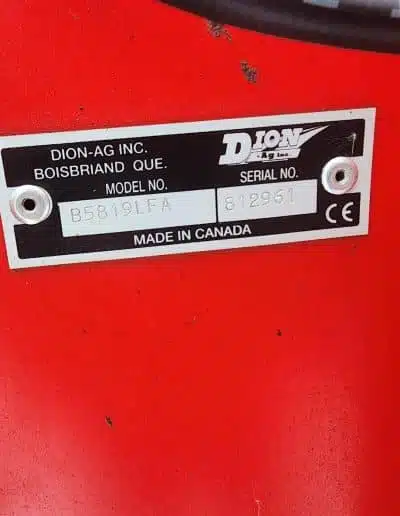 DION-AG INC.
BOISBRIAND QUE.
DION
Ag Inc.
MODEL NO.
SERIAL NO.
B5819LFA
812961
CE
MADE IN CANADA